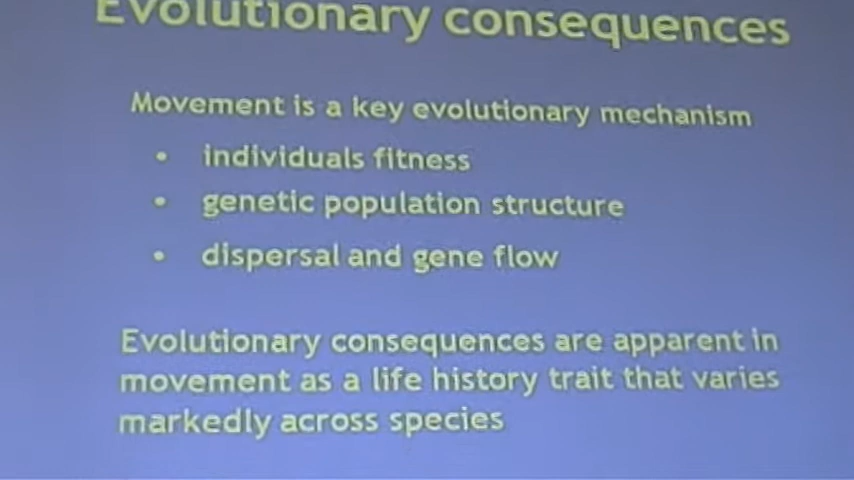 Evolutionary consequences
Movement is a key evolutionary mechanism
• individuals fitness
• genetic population structure
• dispersal and gene flow
Evolutionary consequences are apparent in
movement as a life history trait that varies
markedly across species